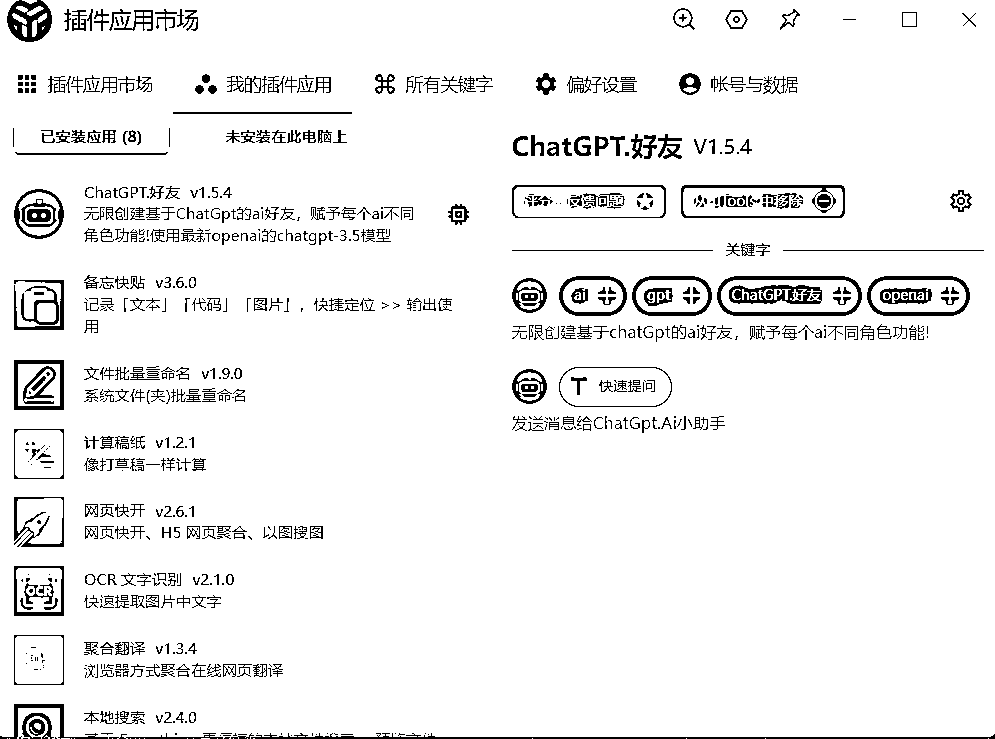 插件应用市场
插件应用市场 我的插件应用 所有关键字 偏好设置 帐号与数据
已安装应用 (8) 未安装在此电脑上
ChatGPT.好友 v1.5.4
无限创建基于ChatGpt的ai好友，赋予每个ai不同
角色功能!使用最新openai的chatgpt-3.5模型
备忘快贴 v3.6.0
记录「文本」「代码」「图片」，快捷定位 >> 输出使
用
文件批量重命名 v1.9.0
系统文件(夹)批量重命名
计算稿纸 v1.2.1
像打草稿一样计算
网页快开 v2.6.1
网页快开、H5 网页聚合、以图搜图
OCR
OCR 文字识别 v2.1.0
快速提取图片中文字
聚合翻译 v1.3.4
浏览器方式聚合在线网页翻译
本地搜索 v2.4.0
ChatGPT.好友 V1.5.4
反馈问题
从 uTools 中移除
关键字
ai gpt ChatGPT.好友 openai
无限创建基于chatGpt的ai好友，赋予每个ai不同角色功能!
T 快速提问
发送消息给ChatGpt.Ai小助手